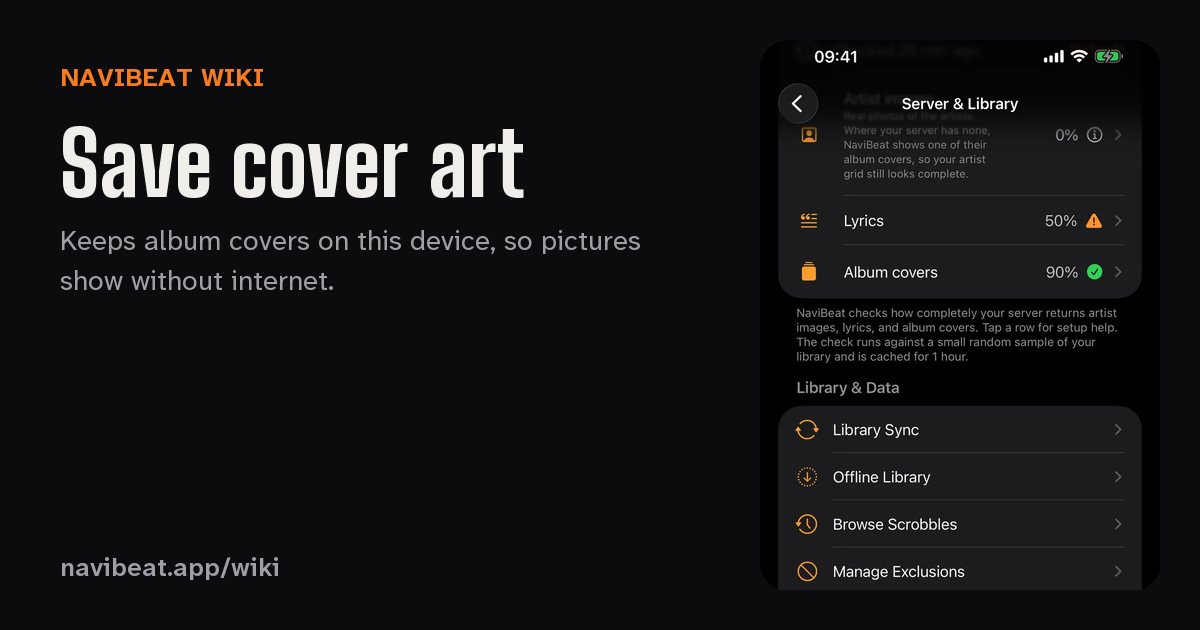 NAVIBEAT WIKI
Save cover art
Keeps album covers on this device, so pictures
show without internet.
navibeat.app/wiki
09:41
Server & Library
Artist images
Real photos of the artists.
Where your server has none,
NaviBeat shows one of their
album covers, so your artist
grid still looks complete.
0%
Lyrics
50%
Album covers
90%
NaviBeat checks how completely your server returns artist
images, lyrics, and album covers. Tap a row for setup help.
The check runs against a small random sample of your
library and is cached for 1 hour.
Library & Data
Library Sync
Offline Library
Browse Scrobbles
Manage Exclusions